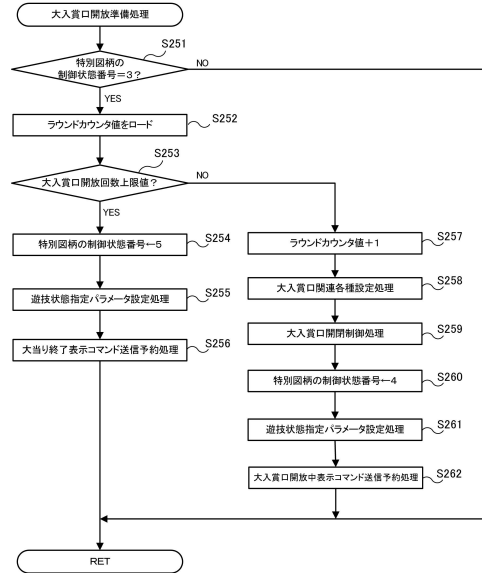 大入賞口開放準備処理
S251
特別図柄の
制御状態番号=3?
NO
YES
ラウンドカウンタ値をロード
S252
S253
大入賞口開放回数上限値?
NO
YES
特別図柄の制御状態番号←5
S254
遊技状態指定パラメータ設定処理
S255
大当り終了表示コマンド送信予約処理
S256
ラウンドカウンタ値+1
S257
大入賞口関連各種設定処理
S258
大入賞口開閉制御処理
S259
特別図柄の制御状態番号←4
S260
遊技状態指定パラメータ設定処理
S261
大入賞口開放中表示コマンド送信予約処理
S262
RET